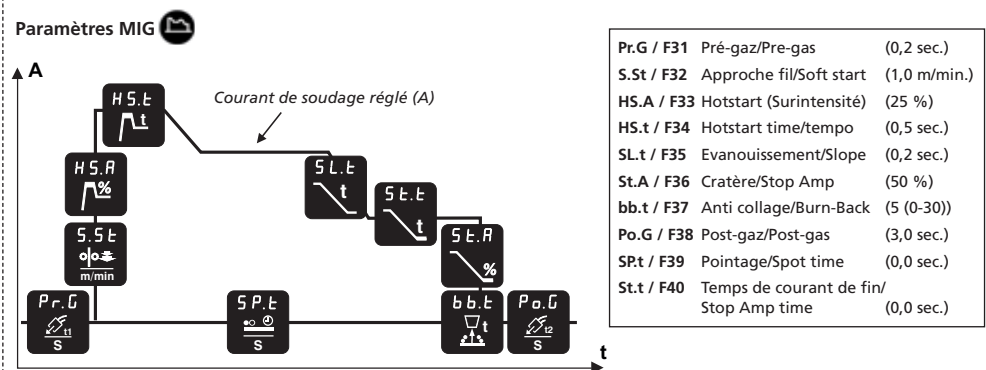 Paramètres MIG
A
Courant de soudage réglé (A)
HS.t
t
HS.A
%
S.St
m/min
Pr.G
t1
S
SP.t
S
SL.t
t
St.t
t
St.A
%
bb.t
t
Po.G
t2
S
t
Pr.G / F31 Pré-gaz/Pre-gas (0,2 sec.)
S.St / F32 Approche fil/Soft start (1,0 m/min.)
HS.A / F33 Hotstart (Surintensité) (25 %)
HS.t / F34 Hotstart time/tempo (0,5 sec.)
SL.t / F35 Evanouissement/Slope (0,2 sec.)
St.A / F36 Cratère/Stop Amp (50 %)
bb.t / F37 Anti collage/Burn-Back (5 (0-30))
Po.G / F38 Post-gaz/Post-gas (3,0 sec.)
SP.t / F39 Pointage/Spot time (0,0 sec.)
St.t / F40 Temps de courant de fin/
Stop Amp time (0,0 sec.)